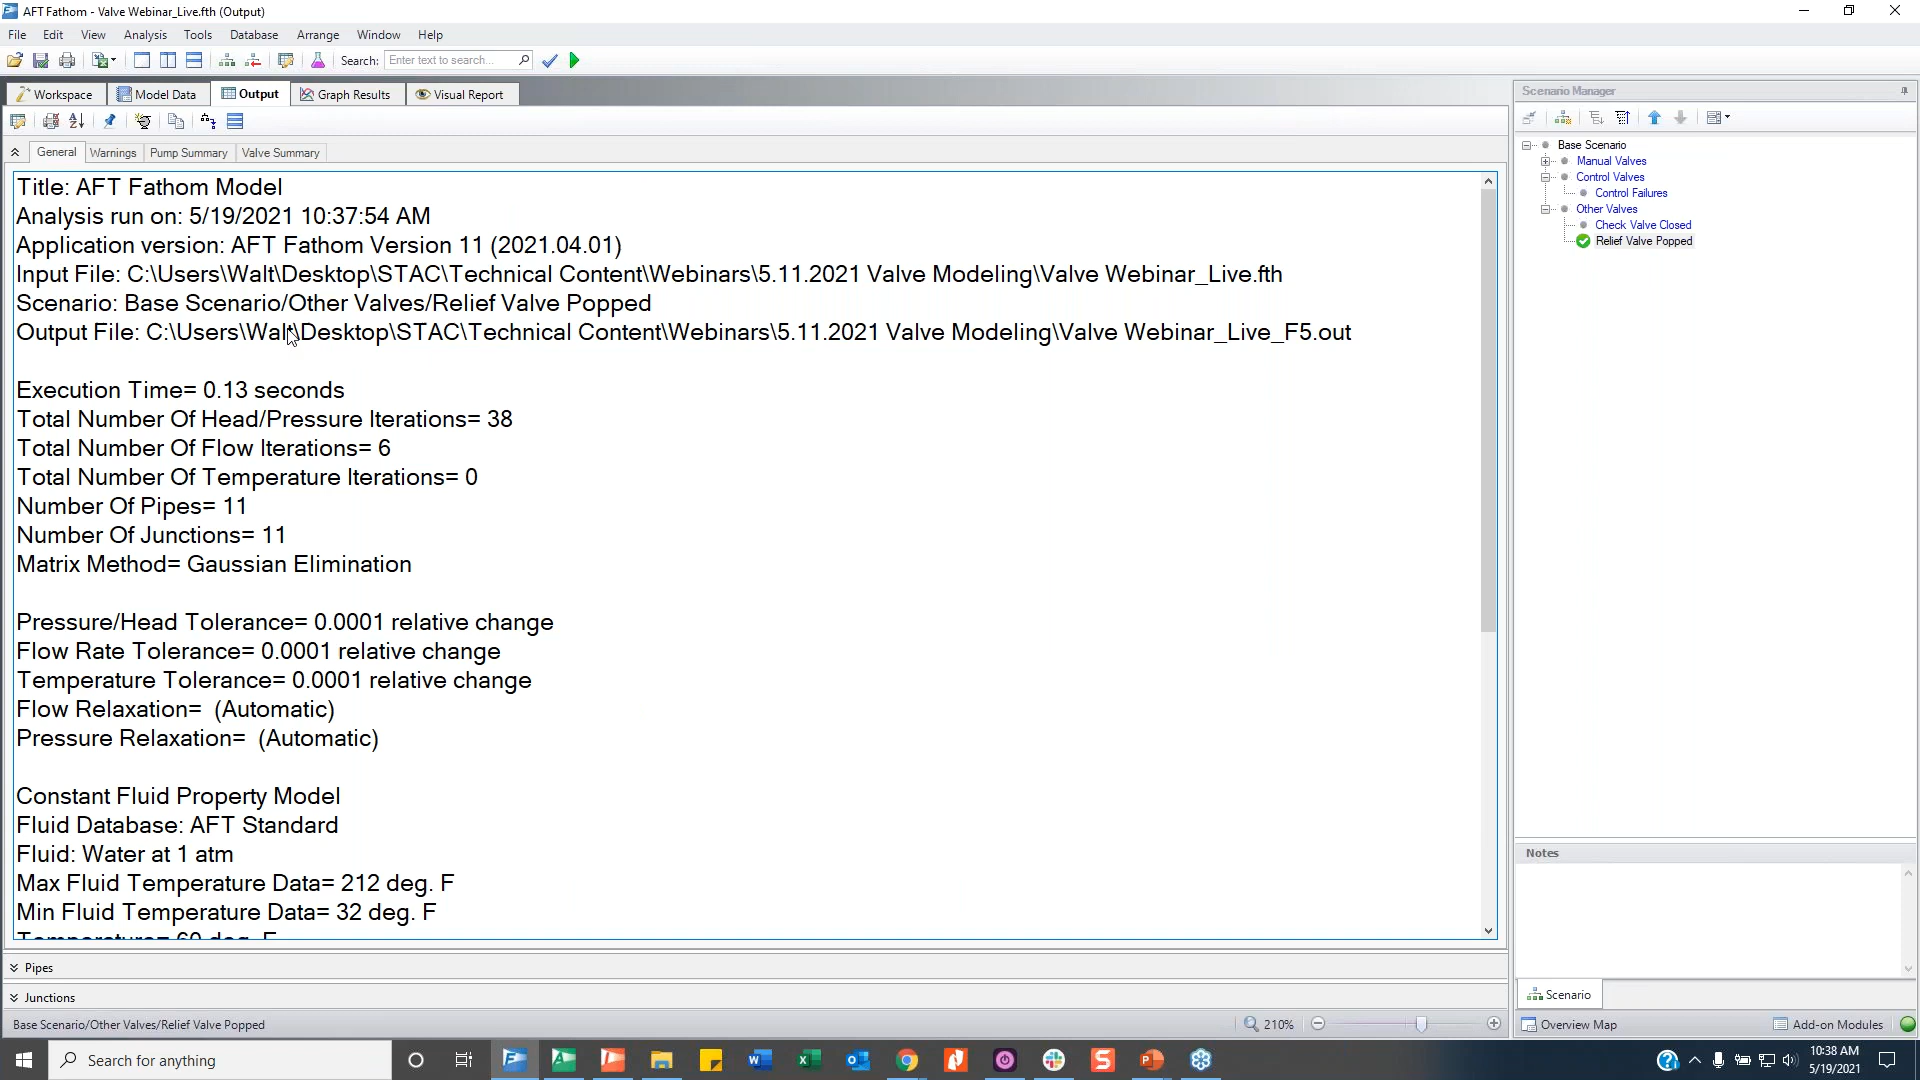 AFT Fathom - Valve Webinar_Live.fth (Output)
File Edit View Analysis Tools Database Arrange Window Help
Search: Enter text to search...
Workspace Model Data Output Graph Results Visual Report
General Warnings Pump Summary Valve Summary
Title: AFT Fathom Model
Analysis run on: 5/19/2021 10:37:54 AM
Application version: AFT Fathom Version 11 (2021.04.01)
Input File: C:\Users\Walt\Desktop\STAC\Technical Content\Webinars\5.11.2021 Valve Modeling\Valve Webinar_Live.fth
Scenario: Base Scenario/Other Valves/Relief Valve Popped
Output File: C:\Users\Walt\Desktop\STAC\Technical Content\Webinars\5.11.2021 Valve Modeling\Valve Webinar_Live_F5.out
Execution Time= 0.13 seconds
Total Number Of Head/Pressure Iterations= 38
Total Number Of Flow Iterations= 6
Total Number Of Temperature Iterations= 0
Number Of Pipes= 11
Number Of Junctions= 11
Matrix Method= Gaussian Elimination
Pressure/Head Tolerance= 0.0001 relative change
Flow Rate Tolerance= 0.0001 relative change
Temperature Tolerance= 0.0001 relative change
Flow Relaxation= (Automatic)
Pressure Relaxation= (Automatic)
Constant Fluid Property Model
Fluid Database: AFT Standard
Fluid: Water at 1 atm
Max Fluid Temperature Data= 212 deg. F
Min Fluid Temperature Data= 32 deg. F
Temperature= 60 deg. F
Pipes
Junctions
Base Scenario/Other Valves/Relief Valve Popped
210%
Scenario Manager
Base Scenario
Manual Valves
Control Valves
Control Failures
Other Valves
Check Valve Closed
Relief Valve Popped
Notes
Scenario
Overview Map
Add-on Modules
Search for anything
10:38 AM
5/19/2021